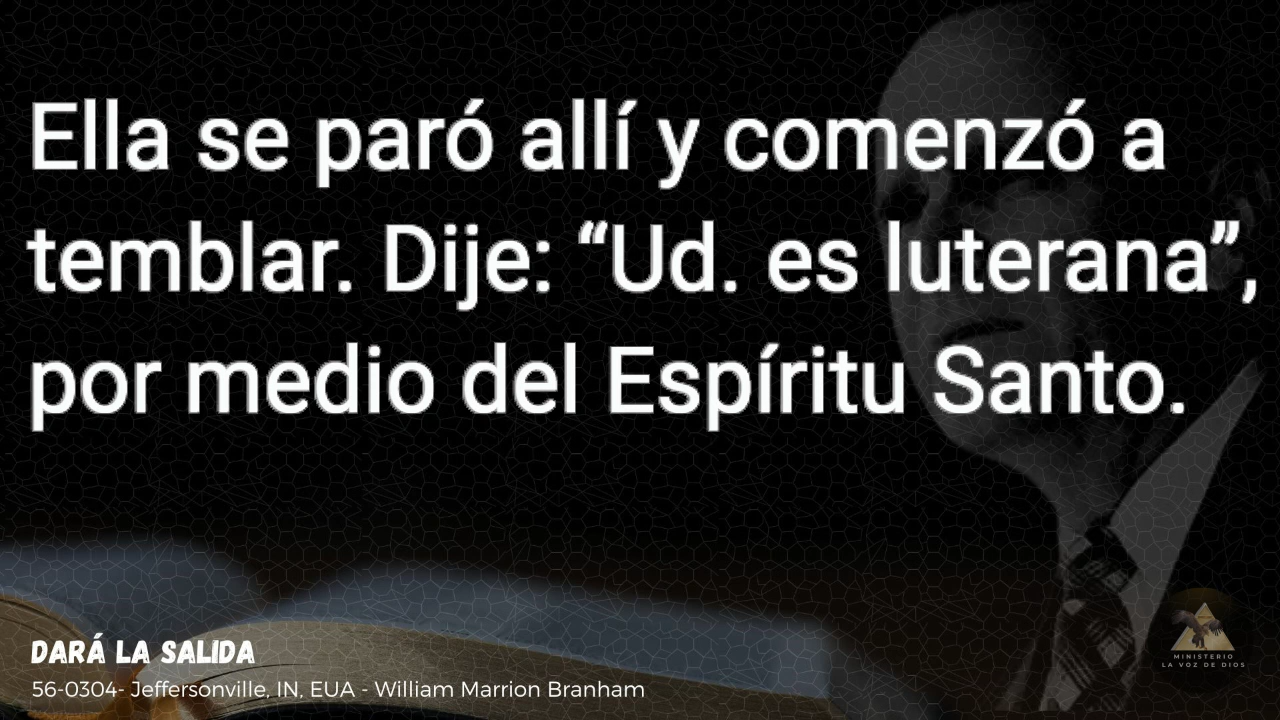 Ella se paró allí y comenzó a
temblar. Dije: “Ud. es luterana”,
por medio del Espíritu Santo.
DARÁ LA SALIDA
56-0304- Jeffersonville, IN, EUA - William Marrion Branham
MINISTERIO
LA VOZ DE DIOS